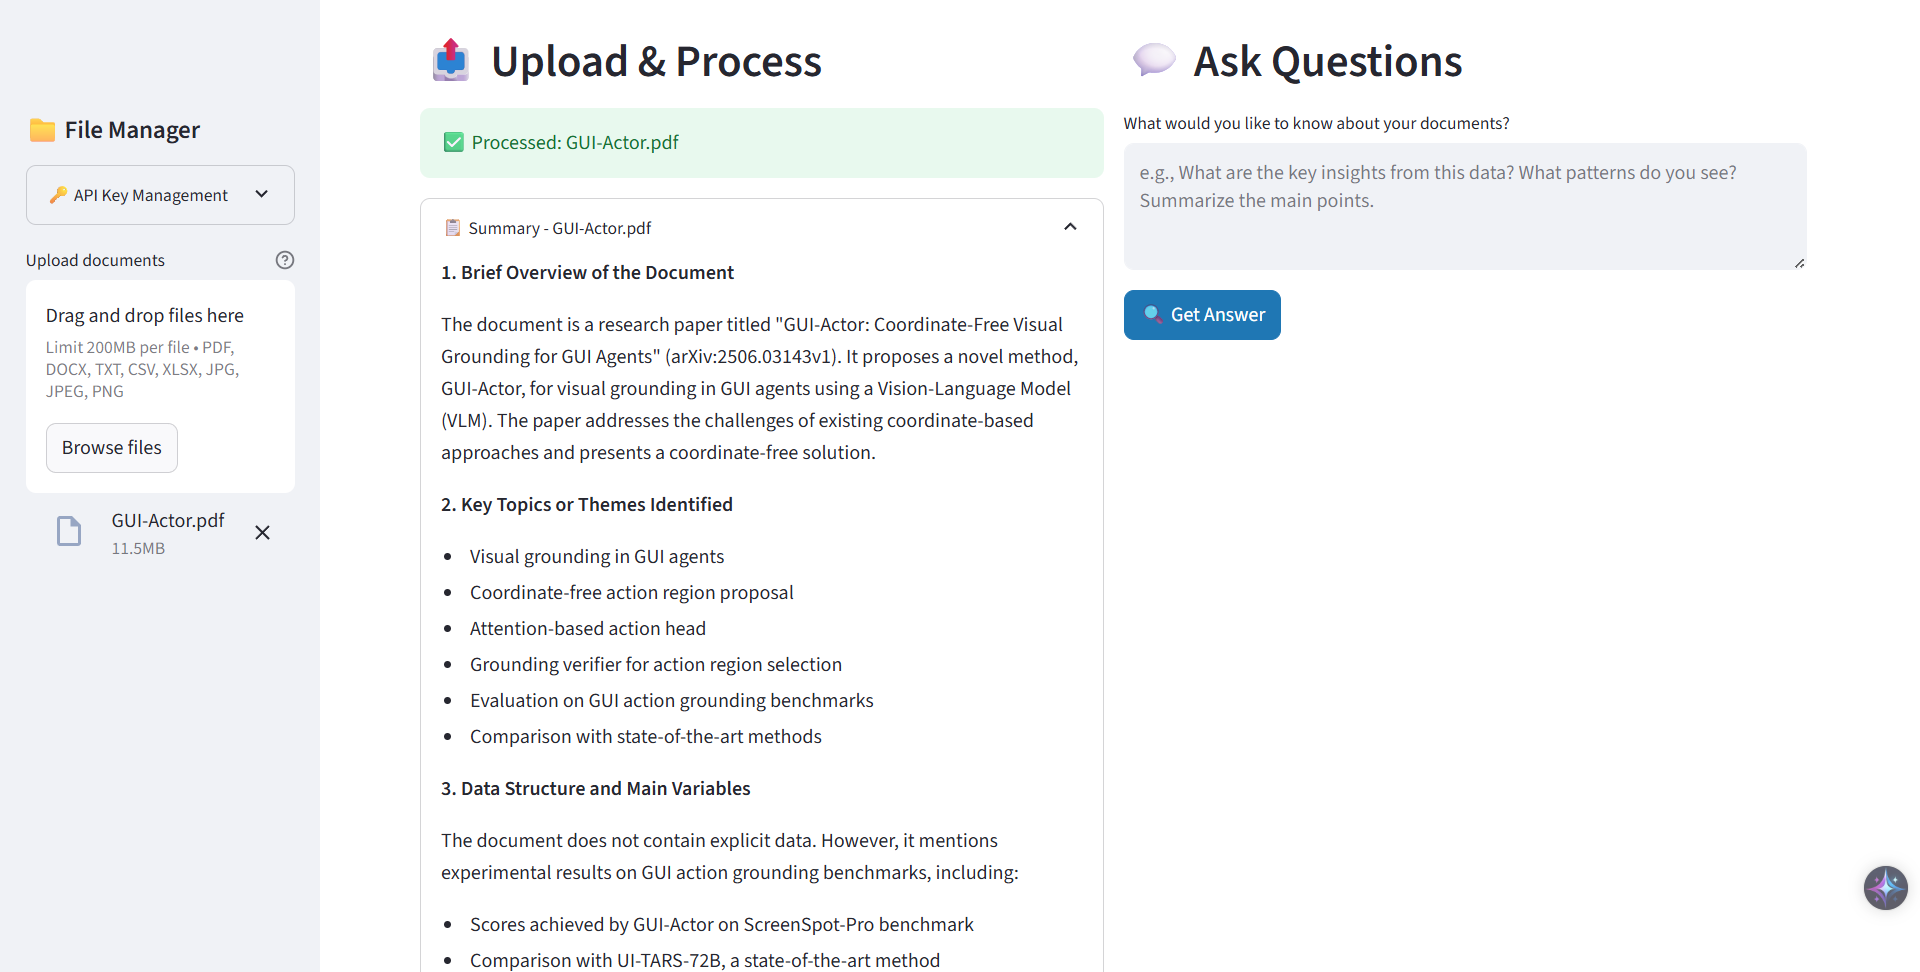 File Manager
API Key Management
Upload documents
Drag and drop files here
Limit 200MB per file • PDF,
DOCX, TXT, CSV, XLSX, JPG,
JPEG, PNG
Browse files
GUI-Actor.pdf
11.5MB
Upload & Process
Processed: GUI-Actor.pdf
Summary - GUI-Actor.pdf
1. Brief Overview of the Document
The document is a research paper titled "GUI-Actor: Coordinate-Free Visual
Grounding for GUI Agents" (arXiv:2506.03143v1). It proposes a novel method,
GUI-Actor, for visual grounding in GUI agents using a Vision-Language Model
(VLM). The paper addresses the challenges of existing coordinate-based
approaches and presents a coordinate-free solution.
2. Key Topics or Themes Identified
• Visual grounding in GUI agents
• Coordinate-free action region proposal
• Attention-based action head
• Grounding verifier for action region selection
• Evaluation on GUI action grounding benchmarks
• Comparison with state-of-the-art methods
3. Data Structure and Main Variables
The document does not contain explicit data. However, it mentions
experimental results on GUI action grounding benchmarks, including:
• Scores achieved by GUI-Actor on ScreenSpot-Pro benchmark
• Comparison with UI-TARS-72B, a state-of-the-art method
Ask Questions
What would you like to know about your documents?
e.g., What are the key insights from this data? What patterns do you see?
Summarize the main points.
Get Answer